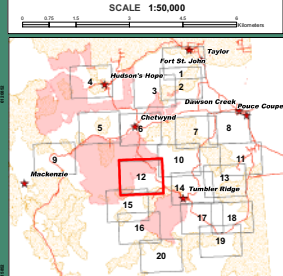 SCALE 1:50,000
0 0.75 1.5 3 4.5 6
Kilometers
Taylor
Fort St. John
1
4 Hudson's Hope
2
3
Dawson Creek
Pouce Coupe
Chetwynd
5 6 7 8
9 10 11
Mackenzie
12 13
14 Tumbler Ridge
15
16 17 18
19
20